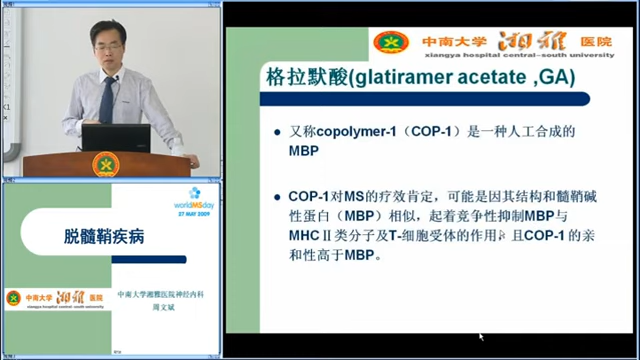 中南大学 湘雅 医院
xiangya hospital central-south university
格拉默酸(glatiramer acetate ,GA)
又称copolymer-1（COP-1）是一种人工合成的
MBP
COP-1对MS的疗效肯定，可能是因其结构和髓鞘碱
性蛋白（MBP）相似，起着竞争性抑制MBP与
MHCⅡ类分子及T-细胞受体的作用，且COP-1 的亲
和性高于MBP。
worldMSday
27 MAY 2009
脱髓鞘疾病
中南大学 湘雅 医院
xiangya hospital central-south university
中南大学湘雅医院神经内科
周文斌